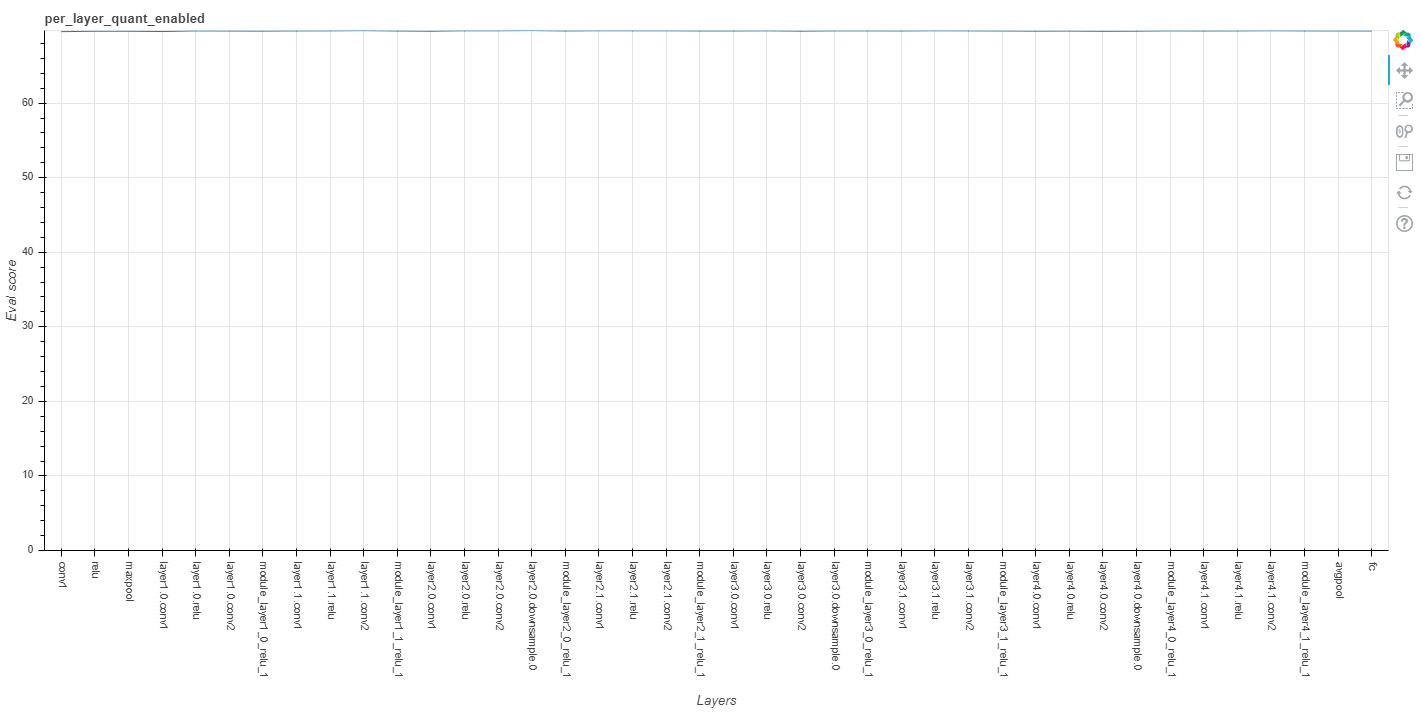 per_layer_quant_enabled
Eval score
60
50
40
30
20
10
0
conv1
relu
maxpool
layer1.0.conv1
layer1.0.relu
layer1.0.conv2
module_layer1_0_relu_1
layer1.1.conv1
layer1.1.relu
layer1.1.conv2
module_layer1_1_relu_1
layer2.0.conv1
layer2.0.relu
layer2.0.conv2
layer2.0.downsample.0
module_layer2_0_relu_1
layer2.1.conv1
layer2.1.relu
layer2.1.conv2
module_layer2_1_relu_1
layer3.0.conv1
layer3.0.relu
layer3.0.conv2
layer3.0.downsample.0
module_layer3_0_relu_1
layer3.1.conv1
layer3.1.relu
layer3.1.conv2
module_layer3_1_relu_1
layer4.0.conv1
layer4.0.relu
layer4.0.conv2
layer4.0.downsample.0
module_layer4_0_relu_1
layer4.1.conv1
layer4.1.relu
layer4.1.conv2
module_layer4_1_relu_1
avgpool
fc
Layers